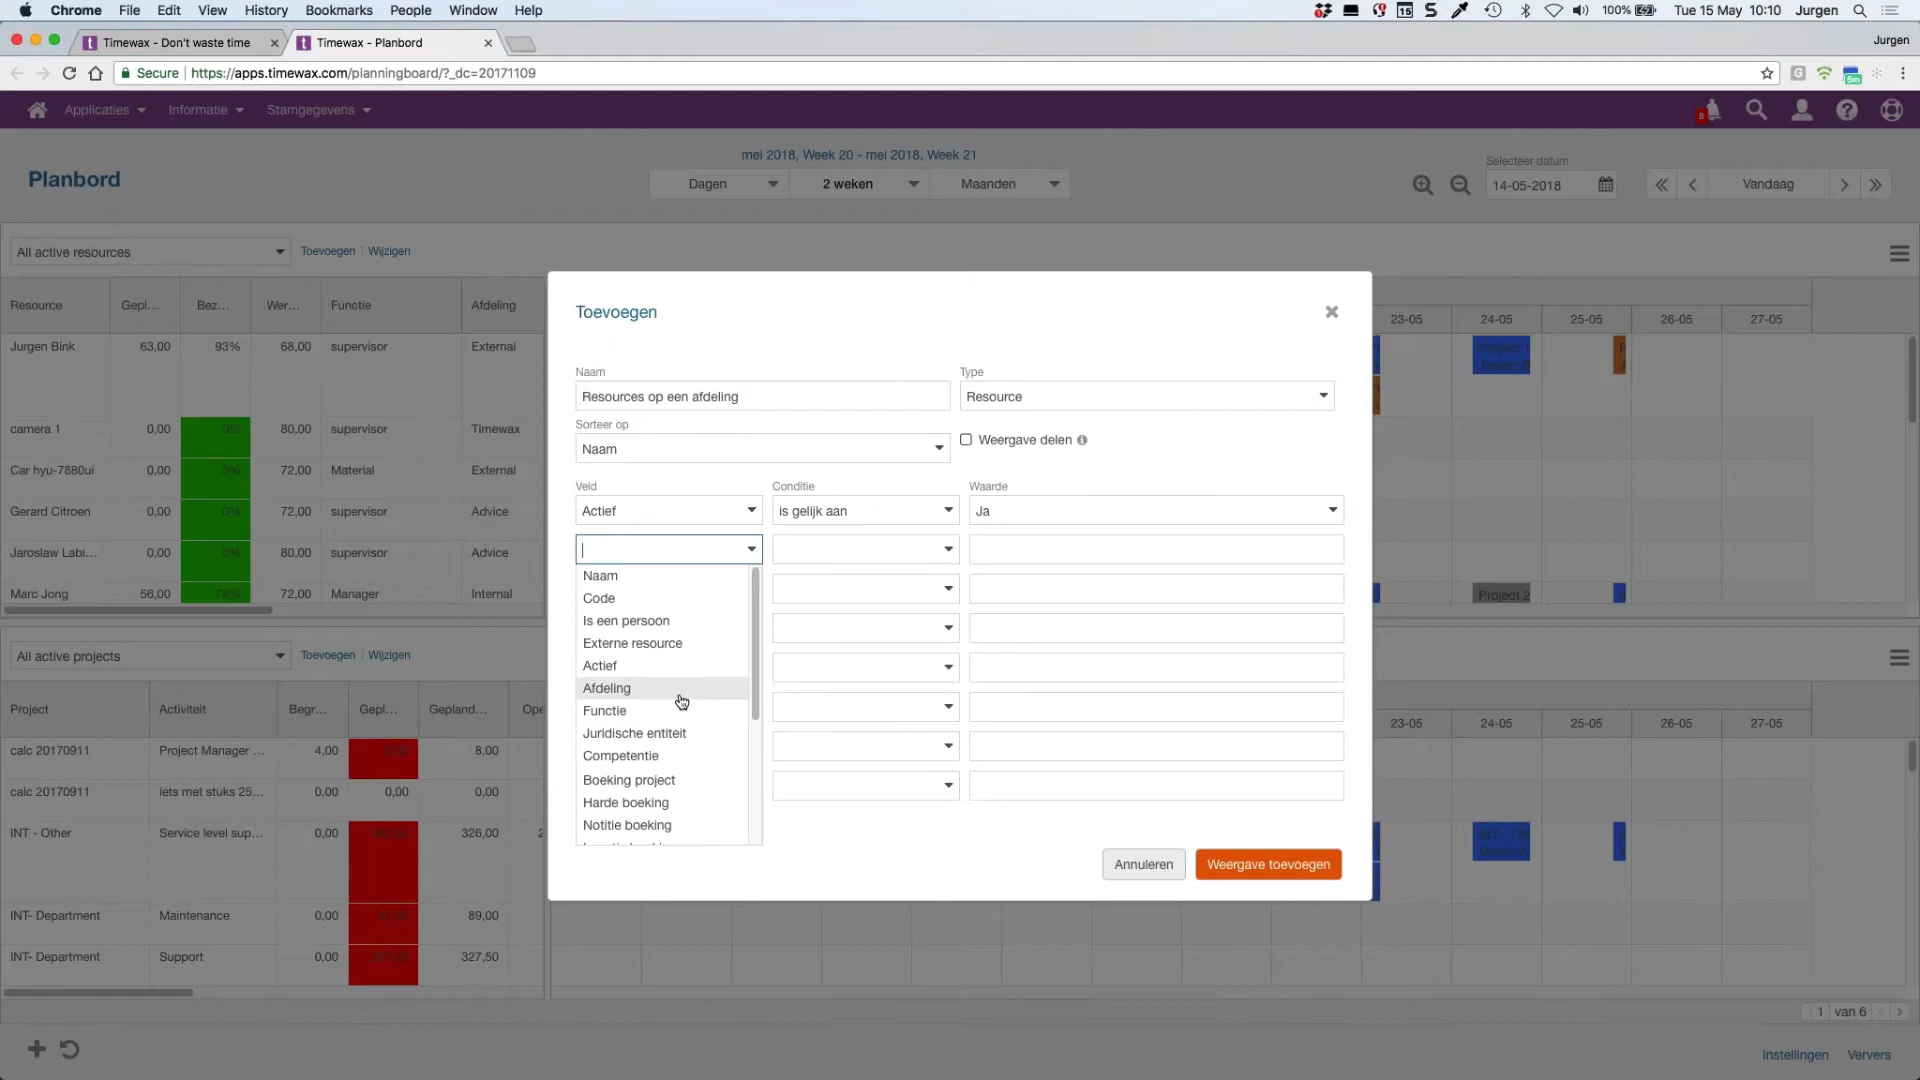 Chrome File Edit View History Bookmarks People Window Help 15 100% Tue 15 May 10:10 Jurgen
Timewax - Don't waste time Timewax - Planbord Jurgen
Secure https://apps.timewax.com/planningboard/?_dc=20171109
Applicaties Informatie Stamgegevens 8
mei 2018, Week 20 - mei 2018, Week 21
Selecteer datum
Planbord Dagen 2 weken Maanden 14-05-2018 Vandaag
All active resources Toevoegen Wijzigen
Resource Gepl... Bez... Wer... Functie Afdeling
23-05 24-05 25-05 26-05 27-05
Jurgen Bink 63,00 93% 68,00 supervisor External
camera 1 0,00 0% 80,00 supervisor Timewax
Car hyu-7880ui 0,00 0% 72,00 Material External
Gerard Citroen 0,00 0% 72,00 supervisor Advice
Jaroslaw Labi... 0,00 0% 80,00 supervisor Advice
Marc Jong 56,00 78% 72,00 Manager Internal Project 2
Toevoegen
Naam Type
Resources op een afdeling Resource
Sorteer op
Naam Weergave delen
Veld Conditie Waarde
Actief is gelijk aan Ja
Naam
Code
Is een persoon
Externe resource
Actief
Afdeling
Functie
Juridische entiteit
Competentie
Boeking project
Harde boeking
Notitie boeking
Annuleren Weergave toevoegen
All active projects Toevoegen Wijzigen
Project Activiteit Begr... Gepl... Gepland... Ope
23-05 24-05 25-05 26-05 27-05
calc 20170911 Project Manager ... 4,00 8,00
calc 20170911 iets met stuks 25... 0,00 0,00 0,00
INT - Other Service level sup... 0,00 326,00 2
INT- Department Maintenance 0,00 89,00
INT- Department Support 0,00 327,50
1 van 6
Instellingen Ververs